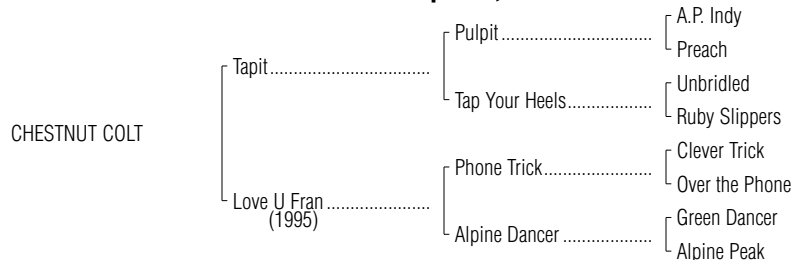 A.P. Indy
Pulpit
Preach
Tapit
Unbridled
Tap Your Heels
Ruby Slippers
CHESTNUT COLT
Clever Trick
Phone Trick
Over the Phone
Love U Fran
(1995)
Green Dancer
Alpine Dancer
Alpine Peak